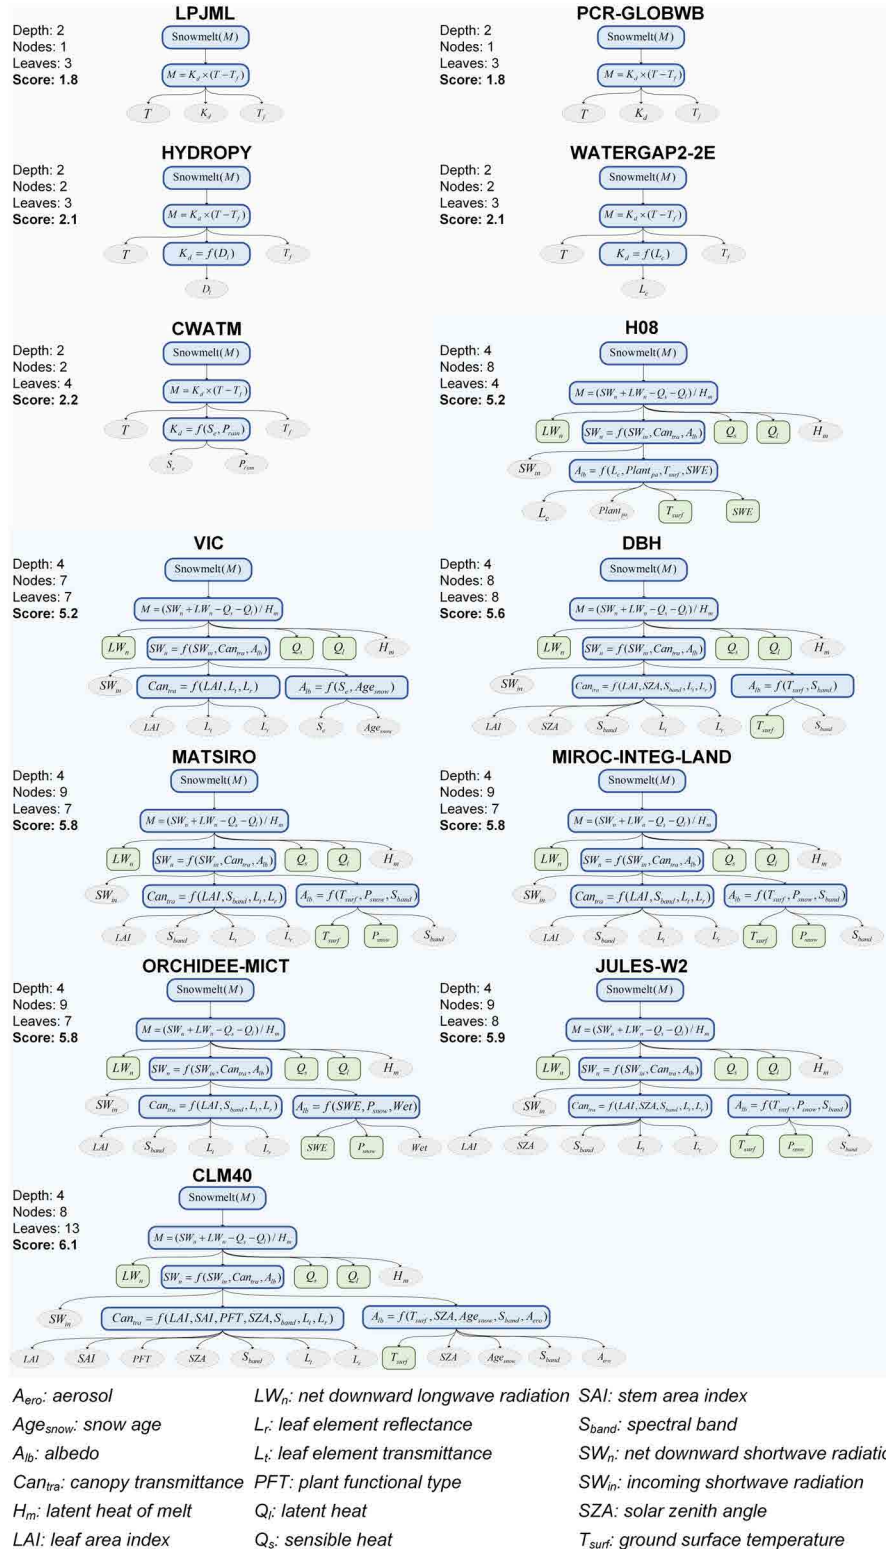 LPJML
Depth: 2
Nodes: 1
Leaves: 3
Score: 1.8
Snowmelt(M)
M = K_d × (T − T_f)
T K_d T_f
PCR-GLOBWB
Depth: 2
Nodes: 1
Leaves: 3
Score: 1.8
Snowmelt(M)
M = K_d × (T − T_f)
T K_d T_f
HYDROPY
Depth: 2
Nodes: 2
Leaves: 3
Score: 2.1
Snowmelt(M)
M = K_d × (T − T_f)
T K_d = f(D_l) T_f
D_l
WATERGAP2-2E
Depth: 2
Nodes: 2
Leaves: 3
Score: 2.1
Snowmelt(M)
M = K_d × (T − T_f)
T K_d = f(L_c) T_f
L_c
CWATM
Depth: 2
Nodes: 2
Leaves: 4
Score: 2.2
Snowmelt(M)
M = K_d × (T − T_f)
T K_d = f(S_e, P_ran) T_f
S_e P_ran
H08
Depth: 4
Nodes: 8
Leaves: 4
Score: 5.2
Snowmelt(M)
M = (SW_n + LW_n − Q_s − Q_l) / H_m
LW_n SW_n = f(SW_in, Can_tra, A_lb) Q_s Q_l H_m
SW_in A_lb = f(L_c, Plant_pa, T_surf, SWE)
L_c Plant_pa T_surf SWE
VIC
Depth: 4
Nodes: 7
Leaves: 7
Score: 5.2
Snowmelt(M)
M = (SW_n + LW_n − Q_s − Q_l) / H_m
LW_n SW_n = f(SW_in, Can_tra, A_lb) Q_s Q_l H_m
SW_in Can_tra = f(LAI, L_t, L_r) A_lb = f(S_e, Age_snow)
LAI L_t L_r S_e Age_snow
DBH
Depth: 4
Nodes: 8
Leaves: 8
Score: 5.6
Snowmelt(M)
M = (SW_n + LW_n − Q_s − Q_l) / H_m
LW_n SW_n = f(SW_in, Can_tra, A_lb) Q_s Q_l H_m
SW_in Can_tra = f(LAI, SZA, S_band, L_t, L_r) A_lb = f(T_surf, S_band)
LAI SZA S_band L_t L_r T_surf S_band
MATSIRO
Depth: 4
Nodes: 9
Leaves: 7
Score: 5.8
Snowmelt(M)
M = (SW_n + LW_n − Q_s − Q_l) / H_m
LW_n SW_n = f(SW_in, Can_tra, A_lb) Q_s Q_l H_m
SW_in Can_tra = f(LAI, S_band, L_t, L_r) A_lb = f(T_surf, P_snow, S_band)
LAI S_band L_t L_r T_surf P_snow S_band
MIROC-INTEG-LAND
Depth: 4
Nodes: 9
Leaves: 7
Score: 5.8
Snowmelt(M)
M = (SW_n + LW_n − Q_s − Q_l) / H_m
LW_n SW_n = f(SW_in, Can_tra, A_lb) Q_s Q_l H_m
SW_in Can_tra = f(LAI, S_band, L_t, L_r) A_lb = f(T_surf, P_snow, S_band)
LAI S_band L_t L_r T_surf P_snow S_band
ORCHIDEE-MICT
Depth: 4
Nodes: 9
Leaves: 7
Score: 5.8
Snowmelt(M)
M = (SW_n + LW_n − Q_s − Q_l) / H_m
LW_n SW_n = f(SW_in, Can_tra, A_lb) Q_s Q_l H_m
SW_in Can_tra = f(LAI, S_band, L_t, L_r) A_lb = f(SWE, P_snow, Wet)
LAI S_band L_t L_r SWE P_snow Wet
JULES-W2
Depth: 4
Nodes: 9
Leaves: 8
Score: 5.9
Snowmelt(M)
M = (SW_n + LW_n − Q_s − Q_l) / H_m
LW_n SW_n = f(SW_in, Can_tra, A_lb) Q_s Q_l H_m
SW_in Can_tra = f(LAI, SZA, S_band, L_t, L_r) A_lb = f(T_surf, P_snow, S_band)
LAI SZA S_band L_t L_r T_surf P_snow S_band
CLM40
Depth: 4
Nodes: 8
Leaves: 13
Score: 6.1
Snowmelt(M)
M = (SW_n + LW_n − Q_s − Q_l) / H_m
LW_n SW_n = f(SW_in, Can_tra, A_lb) Q_s Q_l H_m
SW_in Can_tra = f(LAI, SAI, PFT, SZA, S_band, L_t, L_r) A_lb = f(T_surf, SZA, Age_snow, S_band, A_ero)
LAI SAI PFT SZA S_band L_t L_s T_surf SZA Age_snow S_band A_ero
A_ero: aerosol LW_n: net downward longwave radiation SAI: stem area index
Age_snow: snow age L_r: leaf element reflectance S_band: spectral band
A_lb: albedo L_t: leaf element transmittance SW_n: net downward shortwave radiatio
Can_tra: canopy transmittance PFT: plant functional type SW_in: incoming shortwave radiation
H_m: latent heat of melt Q_l: latent heat SZA: solar zenith angle
LAI: leaf area index Q_s: sensible heat T_surf: ground surface temperature